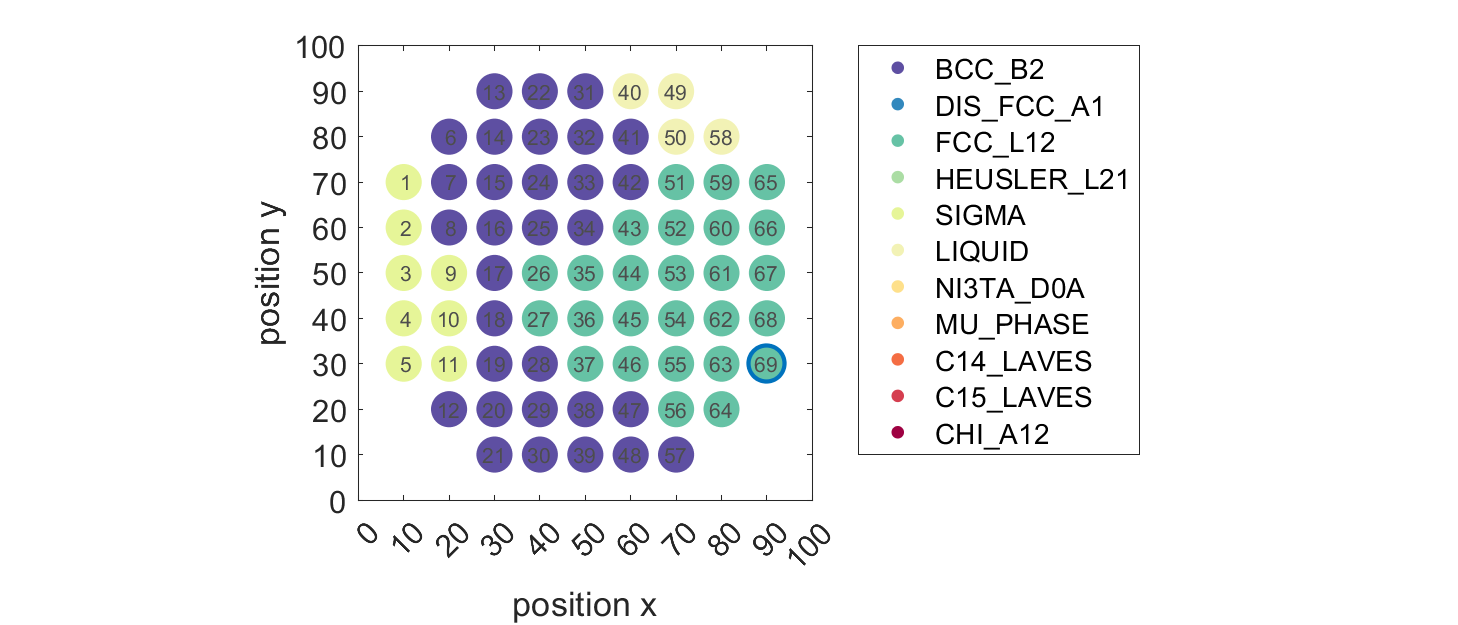 100
90
80
70
60
50
40
30
20
10
0
position y
13 22 31 40 49
6 14 23 32 41 50 58
1 7 15 24 33 42 51 59 65
2 8 16 25 34 43 52 60 66
3 9 17 26 35 44 53 61 67
4 10 18 27 36 45 54 62 68
5 11 19 28 37 46 55 63 69
12 20 29 38 47 56 64
21 30 39 48 57
0 10 20 30 40 50 60 70 80 90 100
position x
BCC_B2
DIS_FCC_A1
FCC_L12
HEUSLER_L21
SIGMA
LIQUID
NI3TA_D0A
MU_PHASE
C14_LAVES
C15_LAVES
CHI_A12